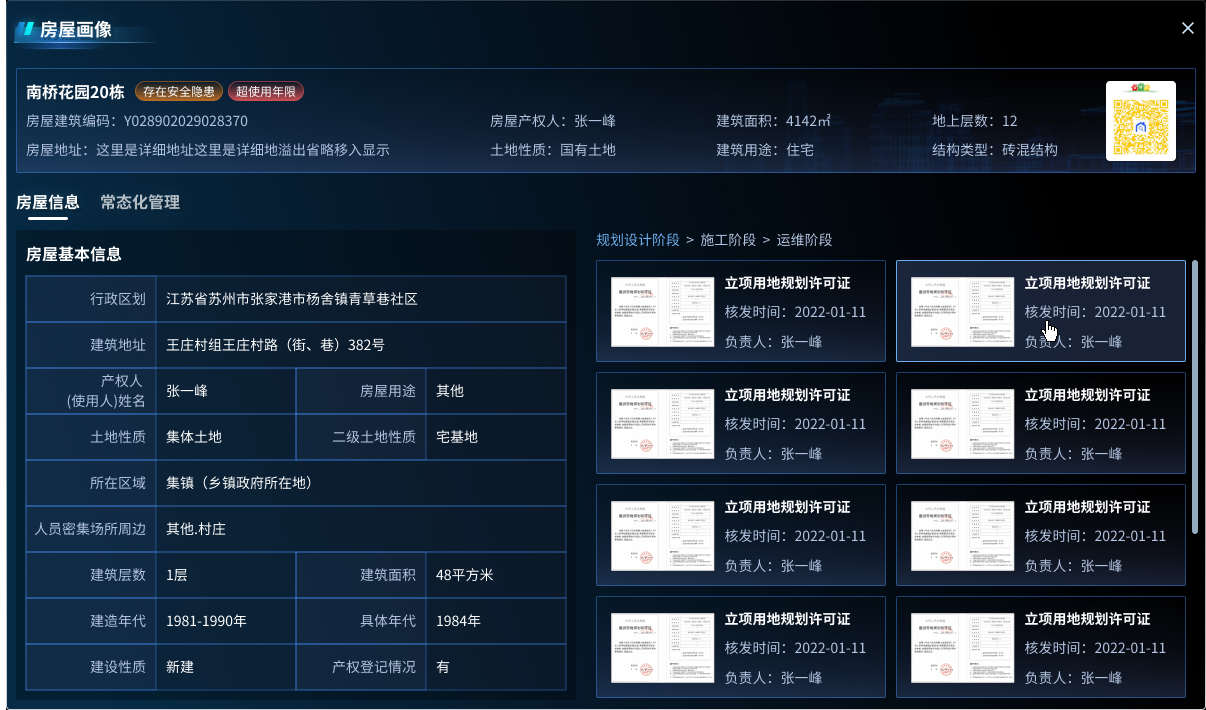 房屋画像
南桥花园20栋 存在安全隐患 超使用年限
房屋建筑编码：Y028902029028370 房屋产权人：张一峰 建筑面积：4142㎡ 地上层数：12
房屋地址：这里是详细地址这里是详细地溢出省略移入显示 土地性质：国有土地 建筑用途：住宅 结构类型：砖混结构
房屋信息 常态化管理
房屋基本信息
行政区划 江苏省苏州市张家港市杨舍镇青草巷社区
建筑地址 王庄村组王庄村路（街、巷）382号
产权人
(使用人)姓名 张一峰 房屋用途 其他
土地性质 集体土地 二级土地性质 宅基地
所在区域 集镇（乡镇政府所在地）
人员密集场所周边 其他,村庄
建筑层数 1层 建筑面积 48平方米
建造年代 1981-1990年 具体年代 1984年
建设性质 新建 产权登记情况 有
规划设计阶段 > 施工阶段 > 运维阶段
立项用地规划许可证
核发时间：2022-01-11
负责人：张一峰
立项用地规划许可证
核发时间：2022-01-11
负责人：张一峰
立项用地规划许可证
核发时间：2022-01-11
负责人：张一峰
立项用地规划许可证
核发时间：2022-01-11
负责人：张一峰
立项用地规划许可证
核发时间：2022-01-11
负责人：张一峰
立项用地规划许可证
核发时间：2022-01-11
负责人：张一峰
立项用地规划许可证
核发时间：2022-01-11
负责人：张一峰
立项用地规划许可证
核发时间：2022-01-11
负责人：张一峰